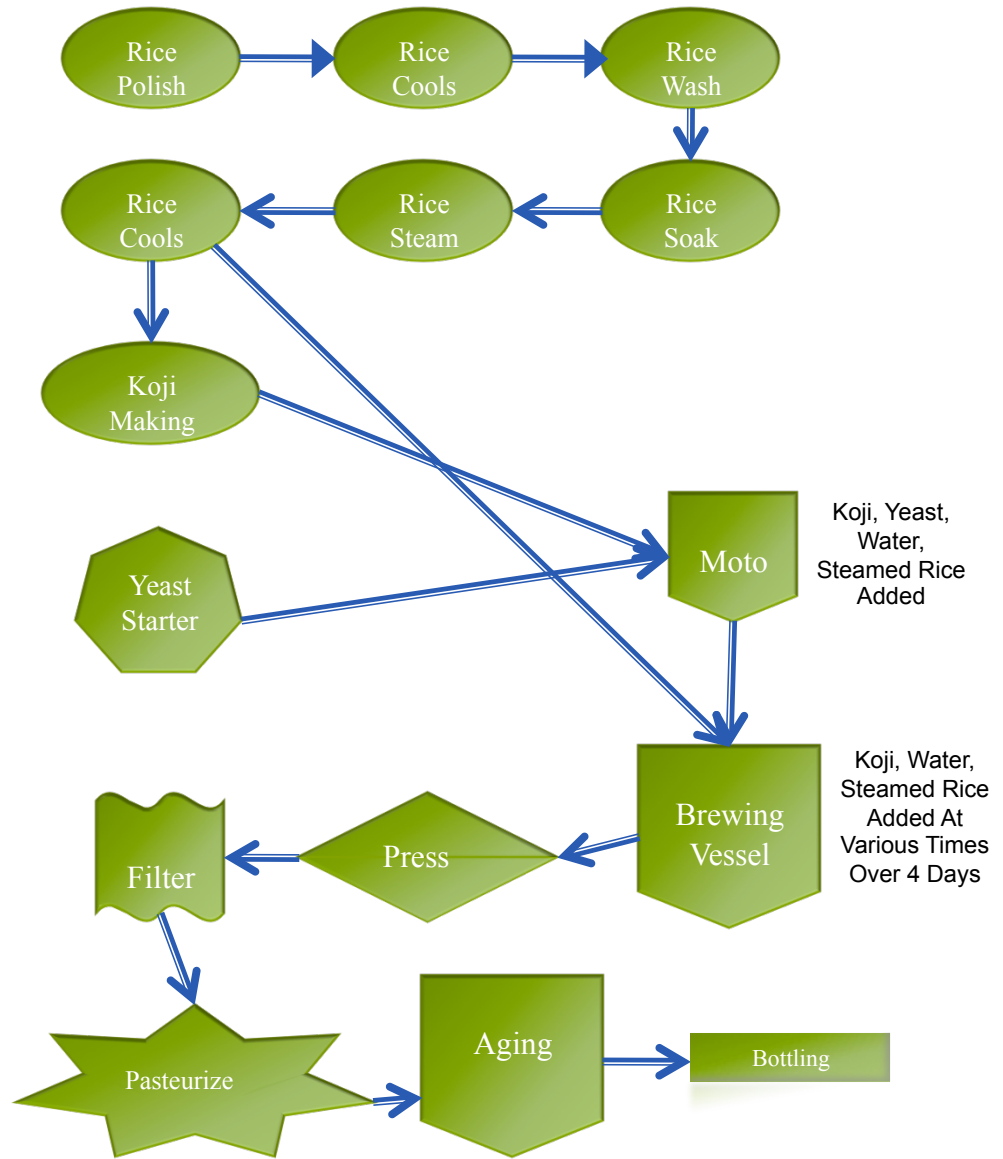 Rice
Polish
Rice
Cools
Rice
Wash
Rice
Cools
Rice
Steam
Rice
Soak
Koji
Making
Yeast
Starter
Moto
Koji, Yeast,
Water,
Steamed Rice
Added
Brewing
Vessel
Koji, Water,
Steamed Rice
Added At
Various Times
Over 4 Days
Press
Filter
Pasteurize
Aging
Bottling